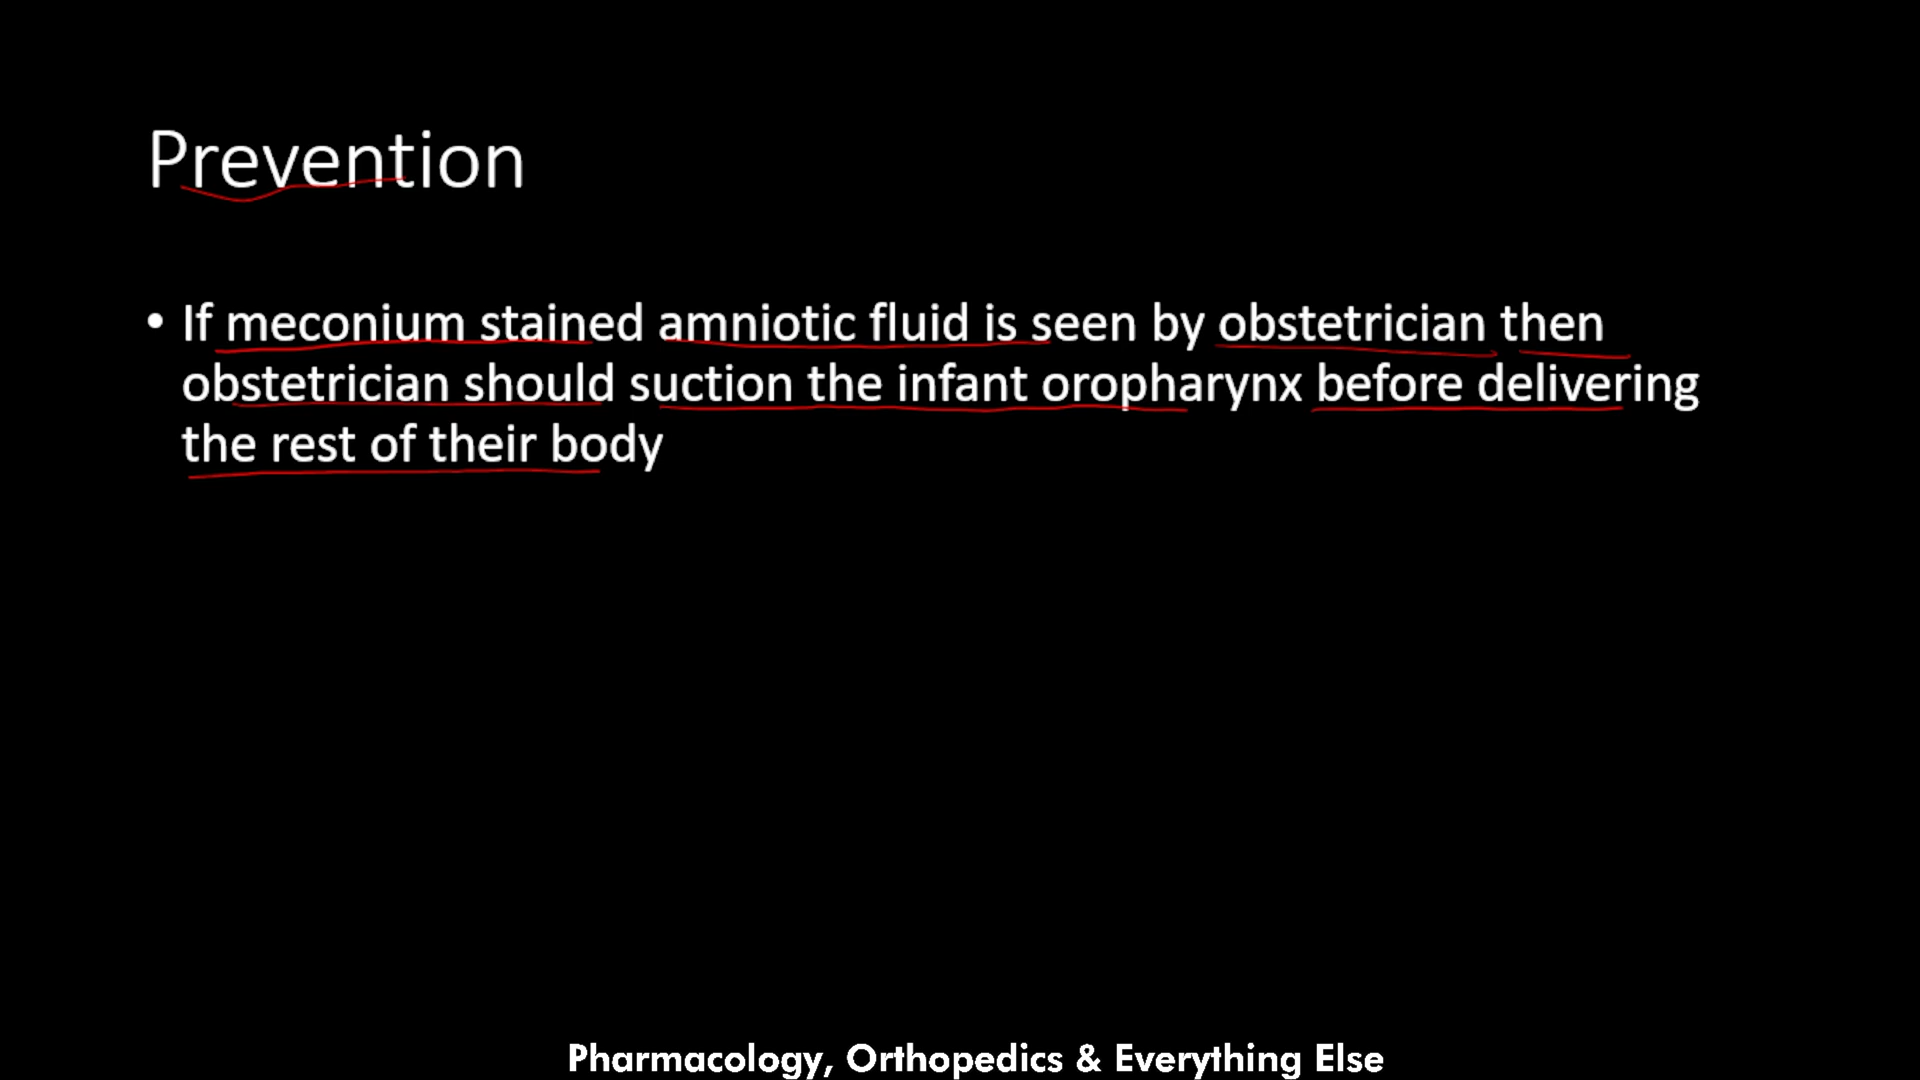 Prevention
• If meconium stained amniotic fluid is seen by obstetrician then
obstetrician should suction the infant oropharynx before delivering
the rest of their body
Pharmacology, Orthopedics & Everything Else